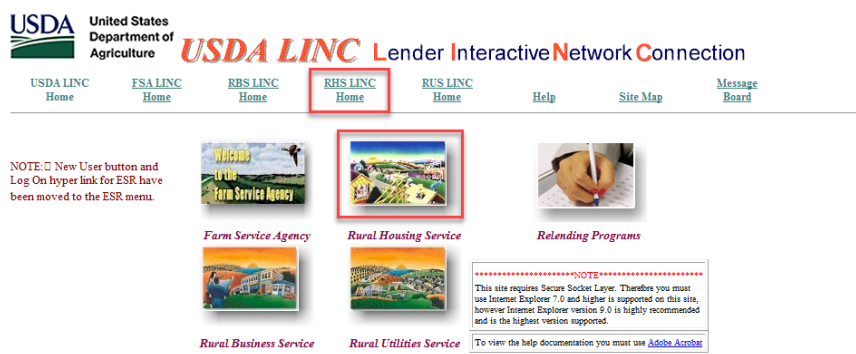 USDA
United States
Department of
Agriculture
USDA LINC Lender Interactive Network Connection
USDA LINC Home
FSA LINC Home
RBS LINC Home
RHS LINC Home
RUS LINC Home
Help
Site Map
Message Board
NOTE:□ New User button and
Log On hyper link for ESR have
been moved to the ESR menu.
Welcome
to the
Farm Service Agency
Farm Service Agency
Rural Housing Service
Relending Programs
Rural Business Service
Rural Utilities Service
**********************NOTE***********************
This site requires Secure Socket Layer. Therefore you must
use Internet Explorer 7.0 and higher is supported on this site,
however Internet Explorer version 9.0 is highly recommended
and is the highest version supported.
To view the help documentation you must use Adobe Acrobat